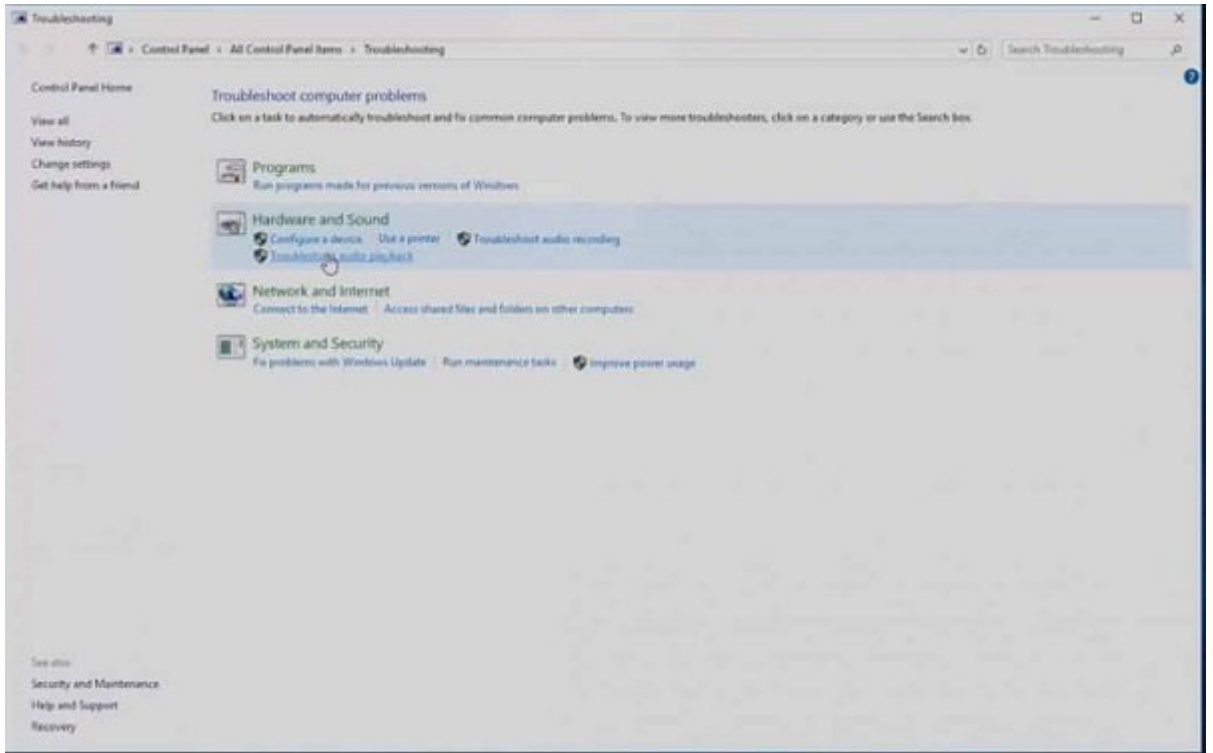 Troubleshooting
Control Panel › All Control Panel Items › Troubleshooting
Search Troubleshooting
Control Panel Home
View all
View history
Change settings
Get help from a friend
Troubleshoot computer problems
Click on a task to automatically troubleshoot and fix common computer problems. To view more troubleshooters, click on a category or use the Search box.
Programs
Run programs made for previous versions of Windows
Hardware and Sound
Configure a device Use a printer Troubleshoot audio recording
Troubleshoot audio playback
Network and Internet
Connect to the Internet Access shared files and folders on other computers
System and Security
Fix problems with Windows Update Run maintenance tasks Improve power usage
See also
Security and Maintenance
Help and Support
Recovery